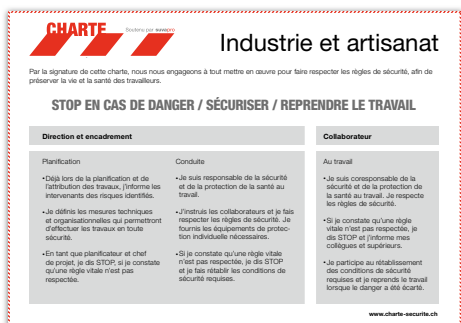 CHARTE
Soutenu par suvapro
Industrie et artisanat
Par la signature de cette charte, nous nous engageons à tout mettre en œuvre pour faire respecter les règles de sécurité, afin de
préserver la vie et la santé des travailleurs.
STOP EN CAS DE DANGER / SÉCURISER / REPRENDRE LE TRAVAIL
Direction et encadrement
Planification
•Déjà lors de la planification et de
l'attribution des travaux, j'informe les
intervenants des risques identifiés.
•Je définis les mesures techniques
et organisationnelles qui permettront
d'effectuer les travaux en toute
sécurité.
•En tant que planificateur et chef
de projet, je dis STOP, si je constate
qu'une règle vitale n'est pas
respectée.
Conduite
•Je suis responsable de la sécurité
et de la protection de la santé au
travail.
•J'instruis les collaborateurs et je fais
respecter les règles de sécurité. Je
fournis les équipements de protec-
tion individuelle nécessaires.
•Si je constate qu'une règle vitale
n'est pas respectée, je dis STOP
et je fais rétablir les conditions de
sécurité requises.
Collaborateur
Au travail
•Je suis coresponsable de la
sécurité et de la protection de
la santé au travail. Je respecte
les règles de sécurité.
•Si je constate qu'une règle
vitale n'est pas respectée, je
dis STOP et j'informe mes
collègues et supérieurs.
•Je participe au rétablissement
des conditions de sécurité
requises et je reprends le travail
lorsque le danger a été écarté.
www.charte-securite.ch